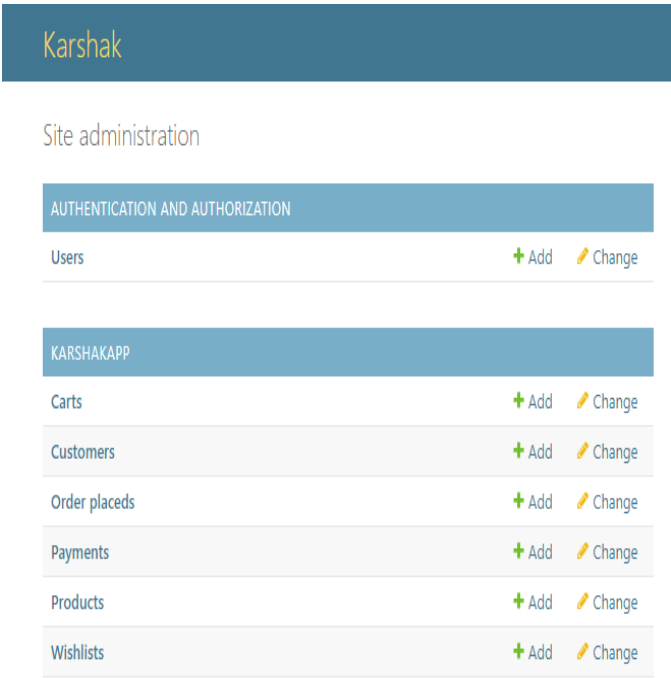 Karshak
Site administration
AUTHENTICATION AND AUTHORIZATION
Users Add Change
KARSHAKAPP
Carts Add Change
Customers Add Change
Order placeds Add Change
Payments Add Change
Products Add Change
Wishlists Add Change